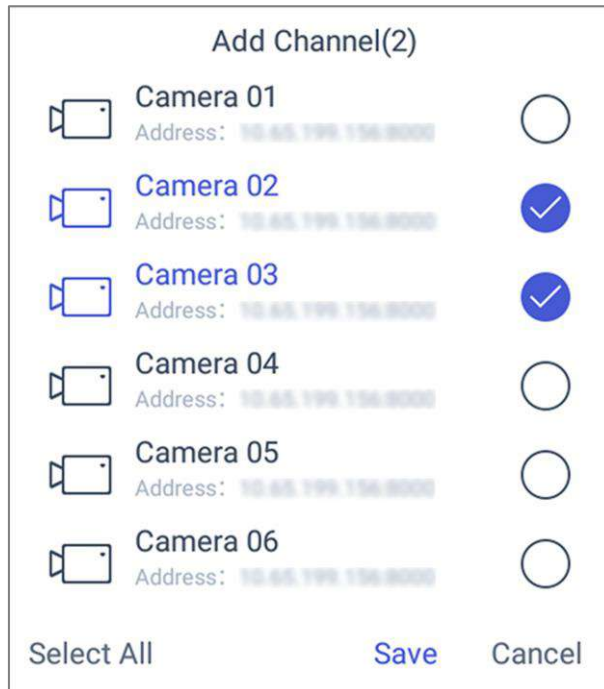 Add Channel(2)
Camera 01
Address:
Camera 02
Address:
Camera 03
Address:
Camera 04
Address:
Camera 05
Address:
Camera 06
Address:
Select All Save Cancel